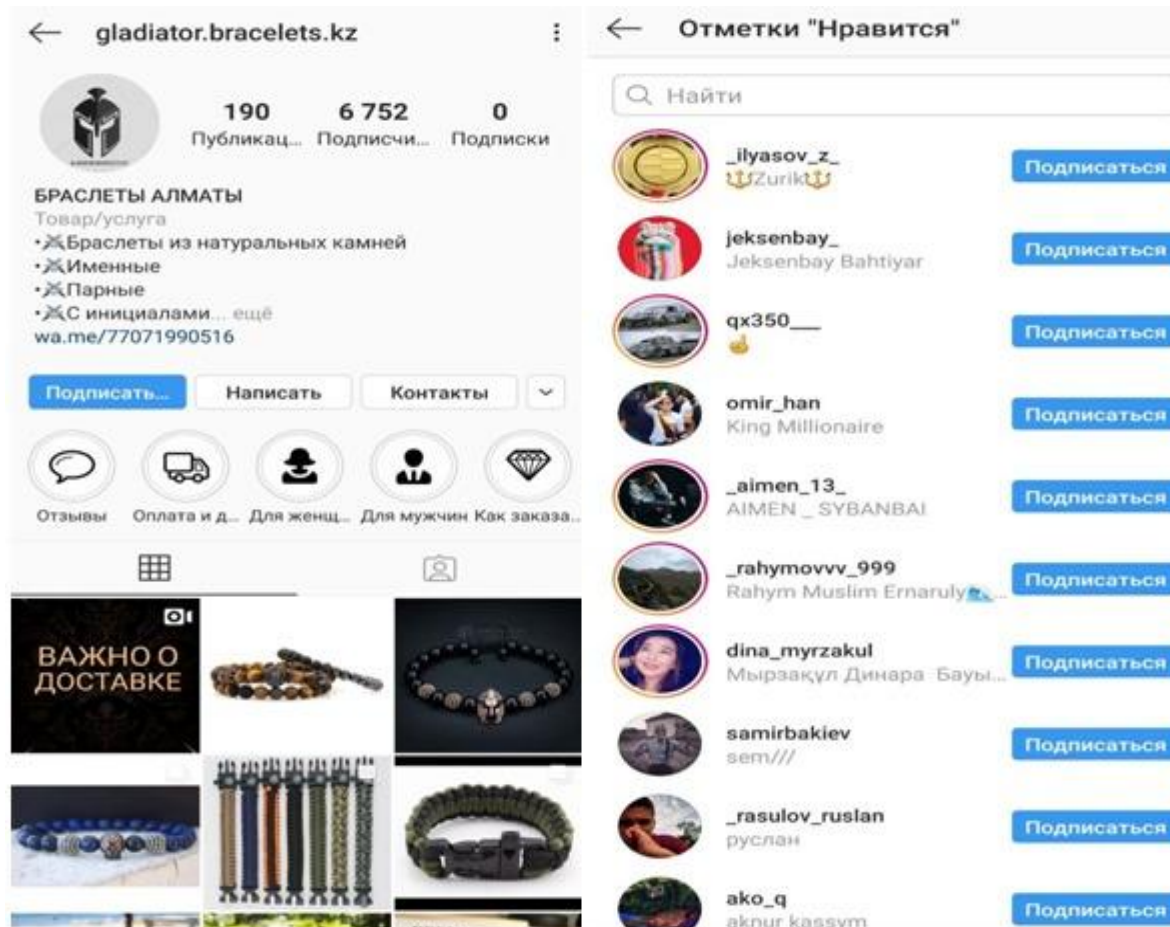 gladiator.bracelets.kz
190 6 752 0
Публикац... Подписчи... Подписки
БРАСЛЕТЫ АЛМАТЫ
Товар/услуга
•⚔Браслеты из натуральных камней
•⚔Именные
•⚔Парные
•⚔С инициалами... ещё
wa.me/77071990516
Подписать... Написать Контакты
Отзывы Оплата и д... Для женщ... Для мужчин Как заказа...
ВАЖНО О
ДОСТАВКЕ
Отметки "Нравится"
Найти
_ilyasov_z_
⚓Zurik⚓
Подписаться
jeksenbay_
Jeksenbay Bahtiyar
Подписаться
qx350___
☝
Подписаться
omir_han
King Millionaire
Подписаться
_aimen_13_
AIMEN _ SYBANBAI
Подписаться
_rahymovvv_999
Rahym Muslim Ernaruly🌊...
Подписаться
dina_myrzakul
Мырзақұл Динара Бауы...
Подписаться
samirbakiev
sem///
Подписаться
_rasulov_ruslan
руслан
Подписаться
ako_q
aknur kassym
Подписаться